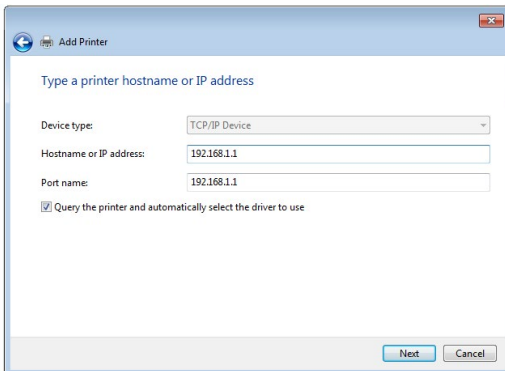 Add Printer
Type a printer hostname or IP address
Device type: TCP/IP Device
Hostname or IP address: 192.168.1.1
Port name: 192.168.1.1
Query the printer and automatically select the driver to use
Next Cancel